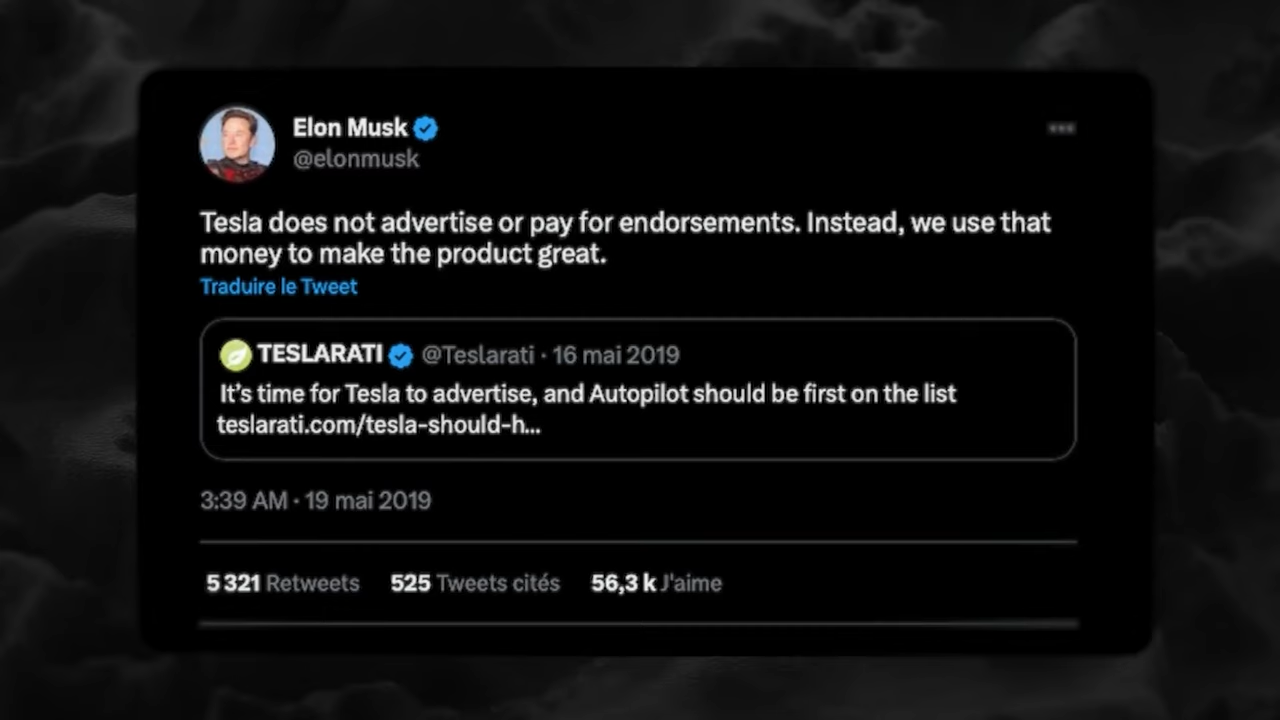 Elon Musk
@elonmusk
Tesla does not advertise or pay for endorsements. Instead, we use that
money to make the product great.
Traduire le Tweet
TESLARATI @Teslarati · 16 mai 2019
It's time for Tesla to advertise, and Autopilot should be first on the list
teslarati.com/tesla-should-h...
3:39 AM · 19 mai 2019
5 321 Retweets 525 Tweets cités 56,3 k J'aime